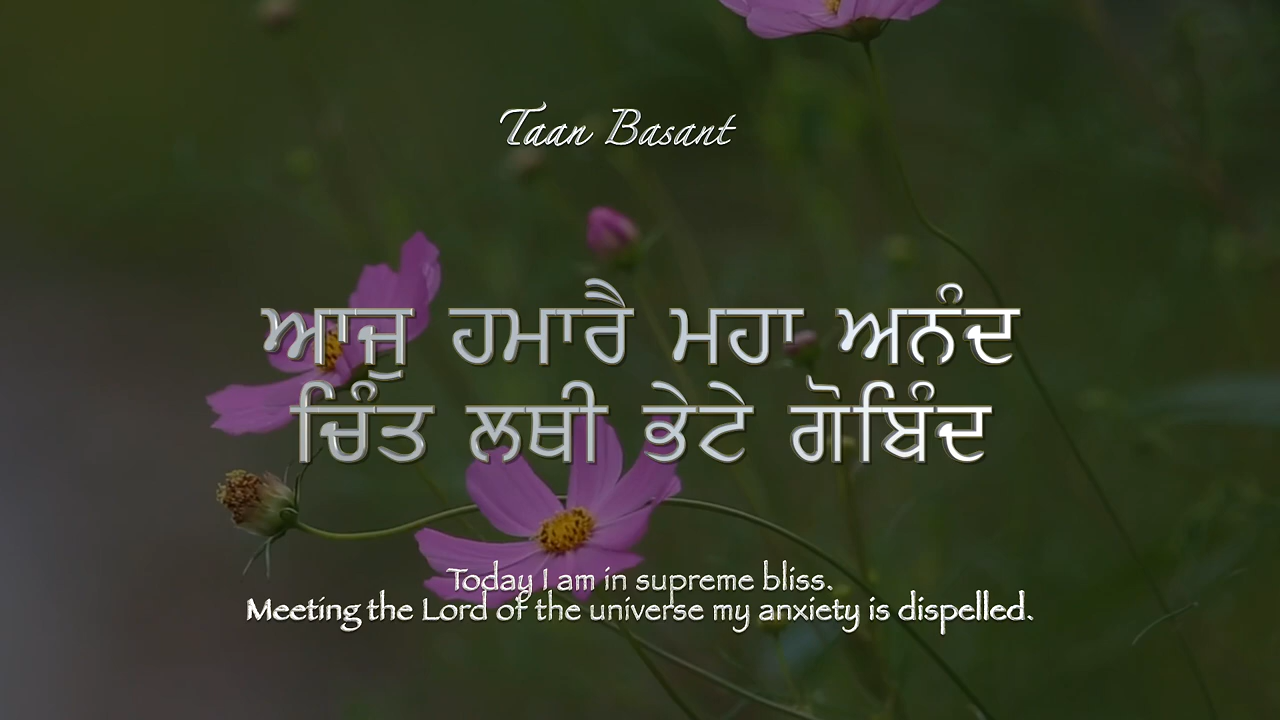 Taan Basant
ਆਜੁ ਹਮਾਰੈ ਮਹਾ ਅਨੰਦ
ਚਿੰਤ ਲਥੀ ਭੇਟੇ ਗੋਬਿੰਦ
Today I am in supreme bliss.
Meeting the Lord of the universe my anxiety is dispelled.